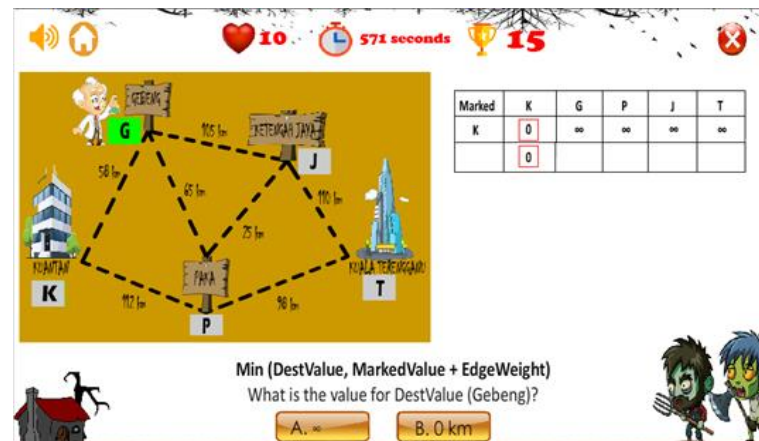 10
571 seconds
15
GEBENG
G
105 km
KETENGAH JAYA
J
58 km
65 km
25 km
110 km
KUANTAN
K
PAKA
P
KUALA TERENGGANU
T
112 km
98 km
Marked K G P J T
K 0 ∞ ∞ ∞ ∞
0
Min (DestValue, MarkedValue + EdgeWeight)
What is the value for DestValue (Gebeng)?
A. ∞
B. 0 km